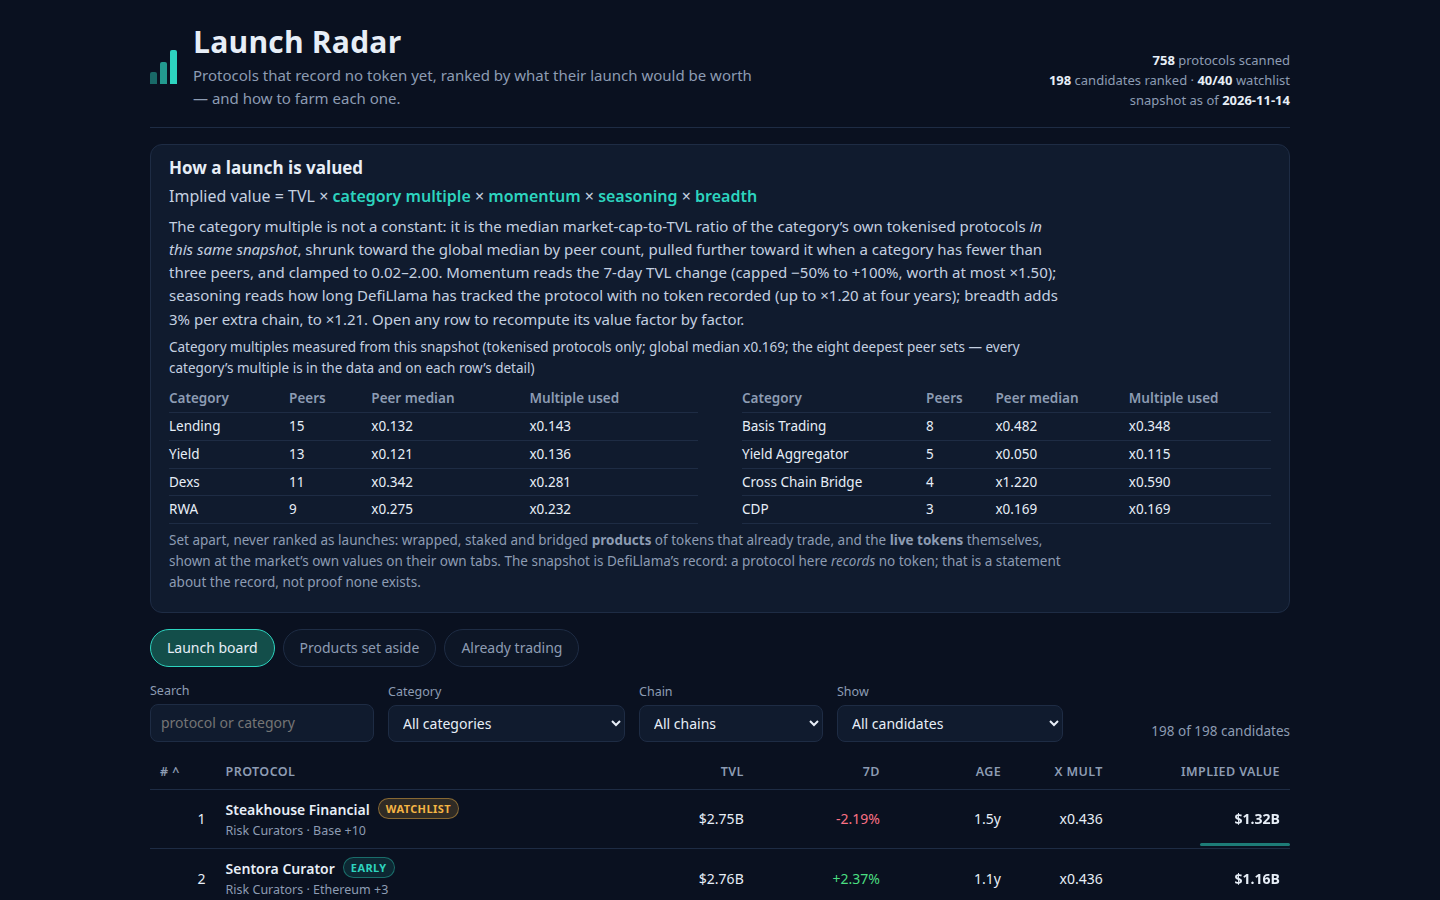 Launch Radar
Protocols that record no token yet, ranked by what their launch would be worth
— and how to farm each one.
758 protocols scanned
198 candidates ranked · 40/40 watchlist
snapshot as of 2026-11-14
How a launch is valued
Implied value = TVL × category multiple × momentum × seasoning × breadth
The category multiple is not a constant: it is the median market-cap-to-TVL ratio of the category's own tokenised protocols in
this same snapshot, shrunk toward the global median by peer count, pulled further toward it when a category has fewer than
three peers, and clamped to 0.02–2.00. Momentum reads the 7-day TVL change (capped −50% to +100%, worth at most ×1.50);
seasoning reads how long DefiLlama has tracked the protocol with no token recorded (up to ×1.20 at four years); breadth adds
3% per extra chain, to ×1.21. Open any row to recompute its value factor by factor.
Category multiples measured from this snapshot (tokenised protocols only; global median x0.169; the eight deepest peer sets — every
category's multiple is in the data and on each row's detail)
Category Peers Peer median Multiple used
Lending 15 x0.132 x0.143
Yield 13 x0.121 x0.136
Dexs 11 x0.342 x0.281
RWA 9 x0.275 x0.232
Category Peers Peer median Multiple used
Basis Trading 8 x0.482 x0.348
Yield Aggregator 5 x0.050 x0.115
Cross Chain Bridge 4 x1.220 x0.590
CDP 3 x0.169 x0.169
Set apart, never ranked as launches: wrapped, staked and bridged products of tokens that already trade, and the live tokens themselves,
shown at the market's own values on their own tabs. The snapshot is DefiLlama's record: a protocol here records no token; that is a statement
about the record, not proof none exists.
Launch board Products set aside Already trading
Search Category Chain Show
protocol or category All categories All chains All candidates 198 of 198 candidates
# ^ PROTOCOL TVL 7D AGE X MULT IMPLIED VALUE
1 Steakhouse Financial WATCHLIST $2.75B -2.19% 1.5y x0.436 $1.32B
Risk Curators · Base +10
2 Sentora Curator EARLY $2.76B +2.37% 1.1y x0.436 $1.16B
Risk Curators · Ethereum +3